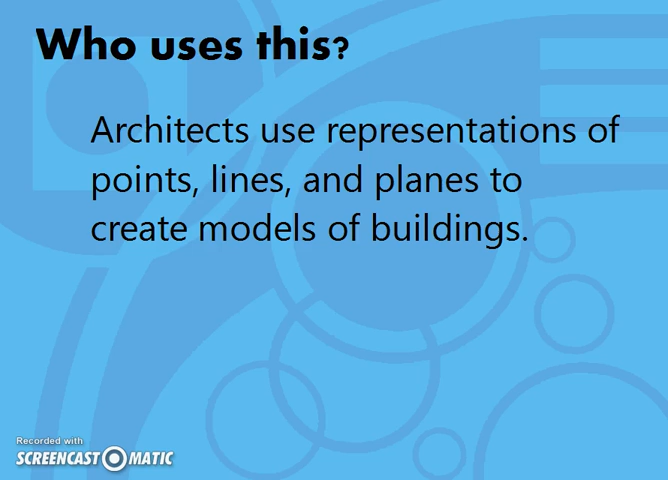 Who uses this?
Architects use representations of
points, lines, and planes to
create models of buildings.
Recorded with
SCREENCAST-O-MATIC